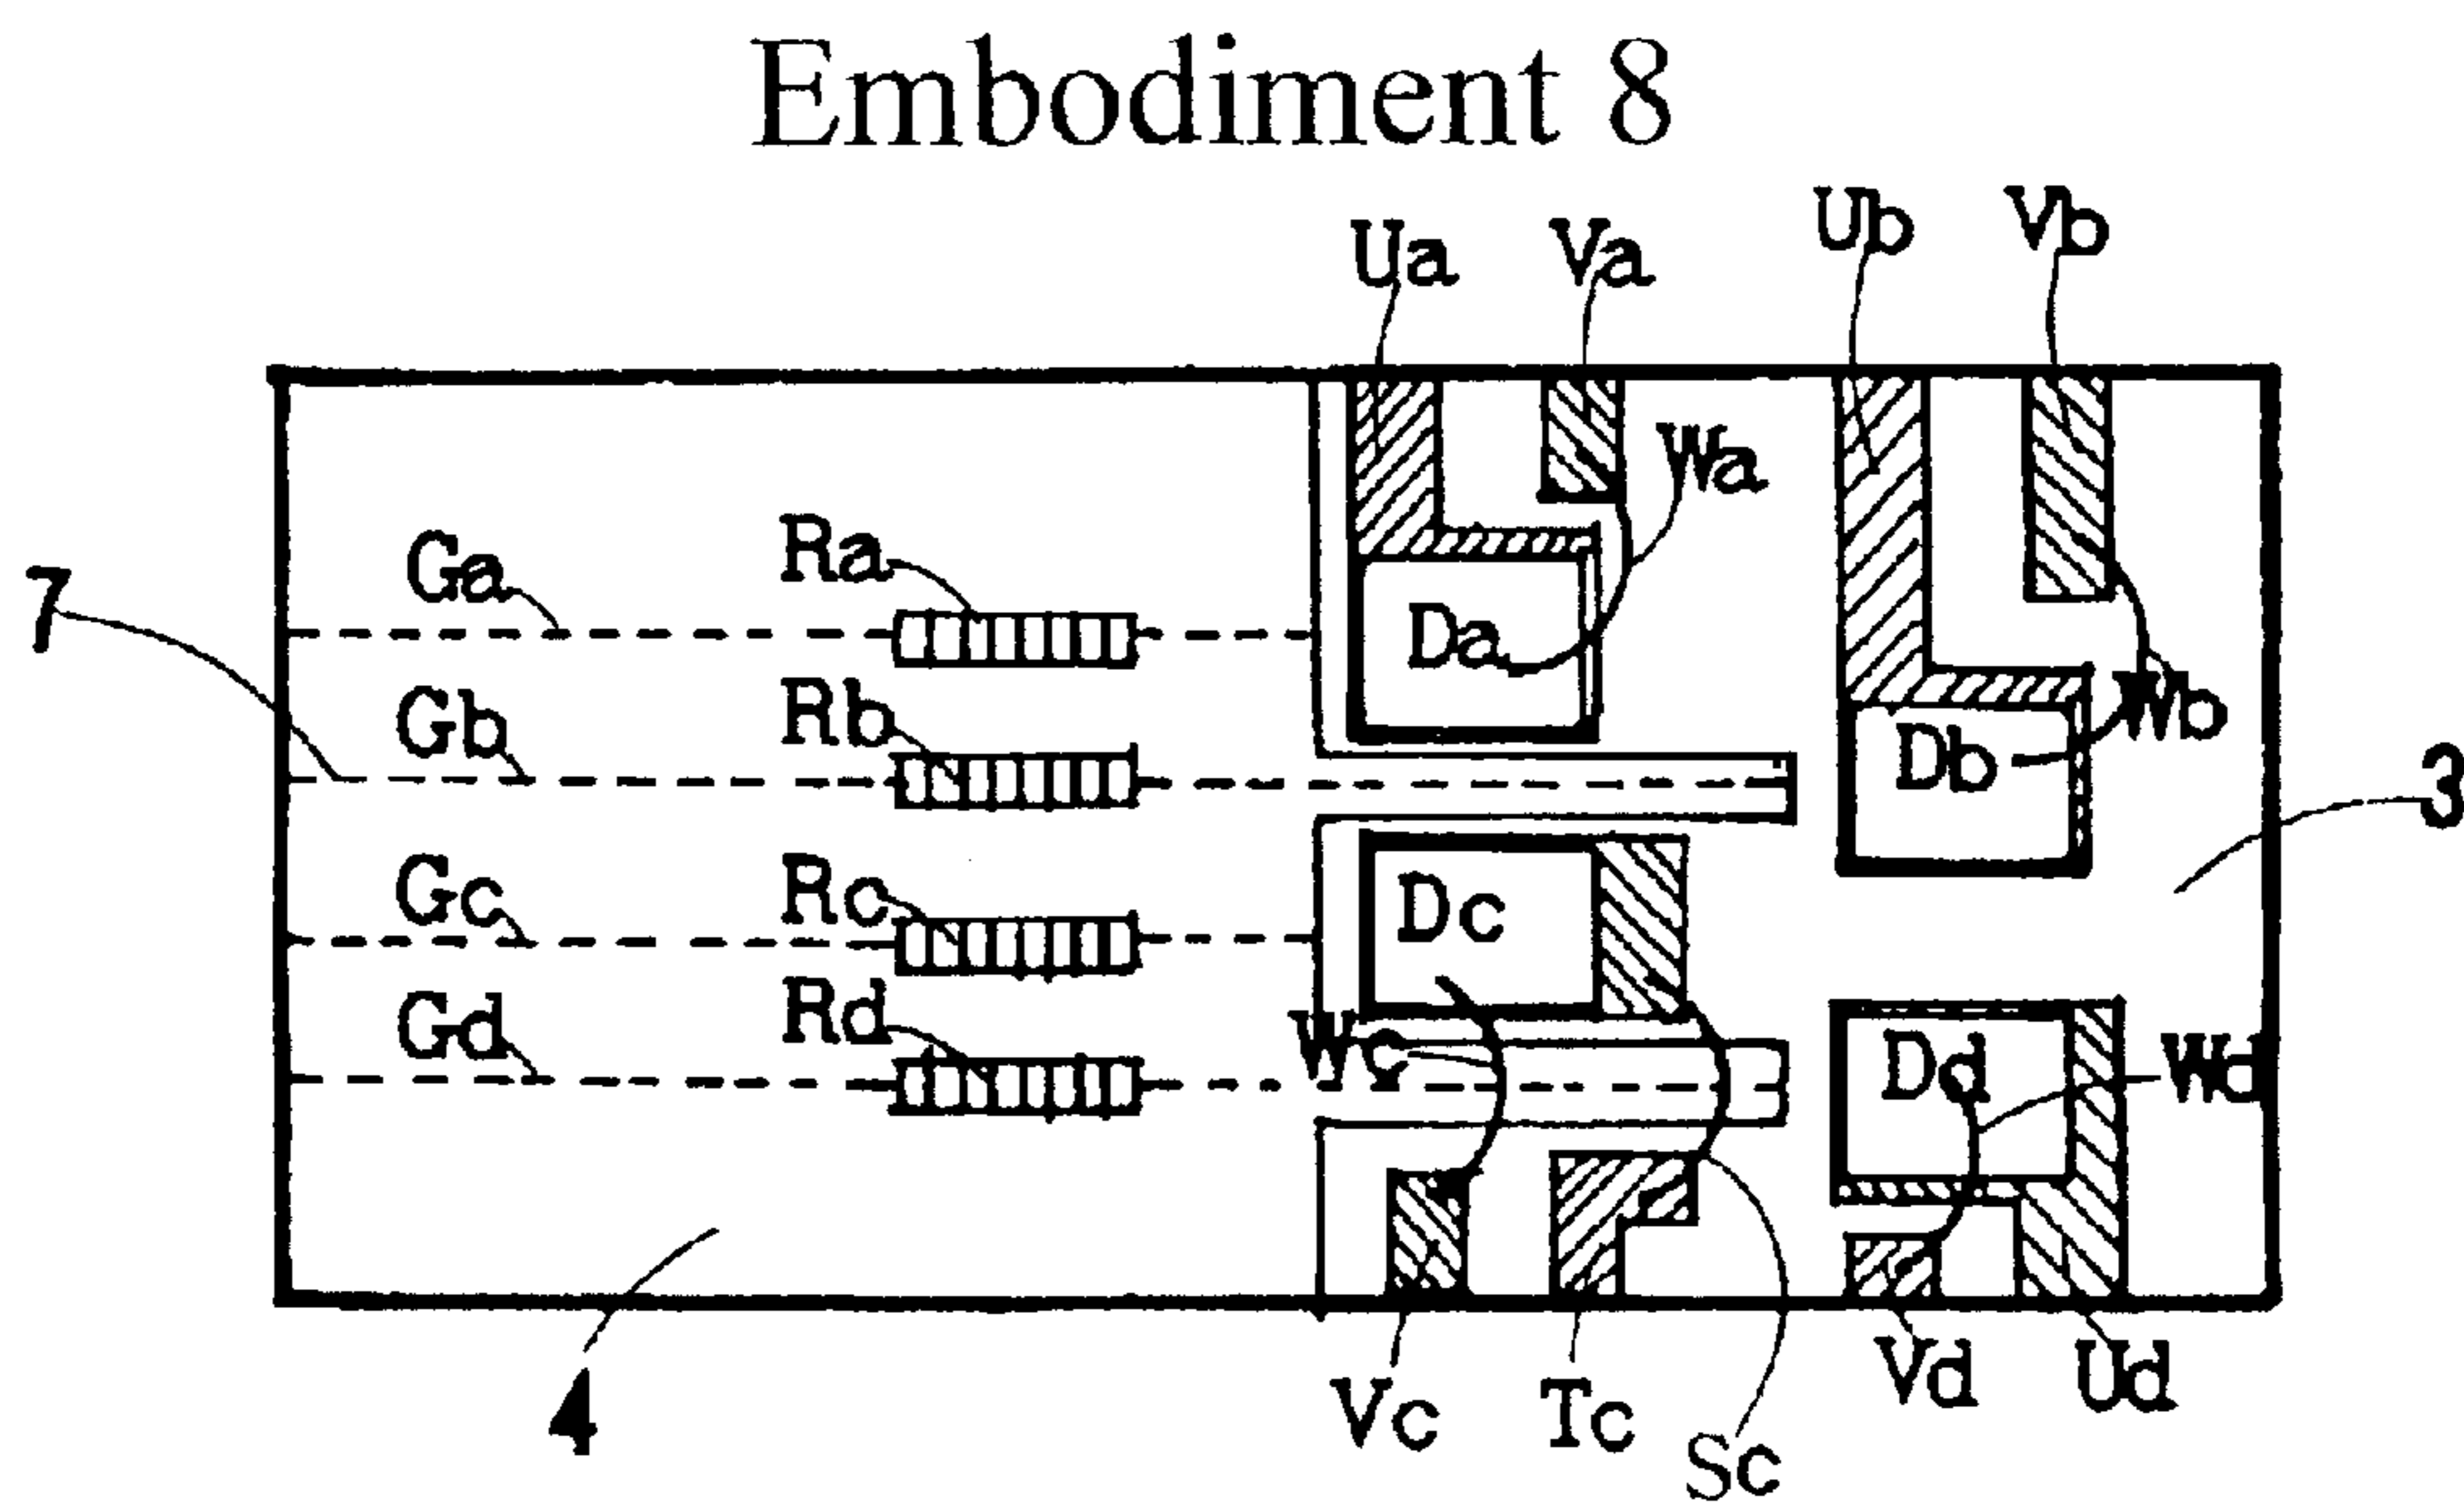 Embodiment 8
Ua Va Ub Vb
Wa
Ga Ra
7
Da
Gb Rb Wb
Db
3
Gc Rc Dc
Gd Rd Wc Dd Wd
4
Vc Tc Sc Vd Ud